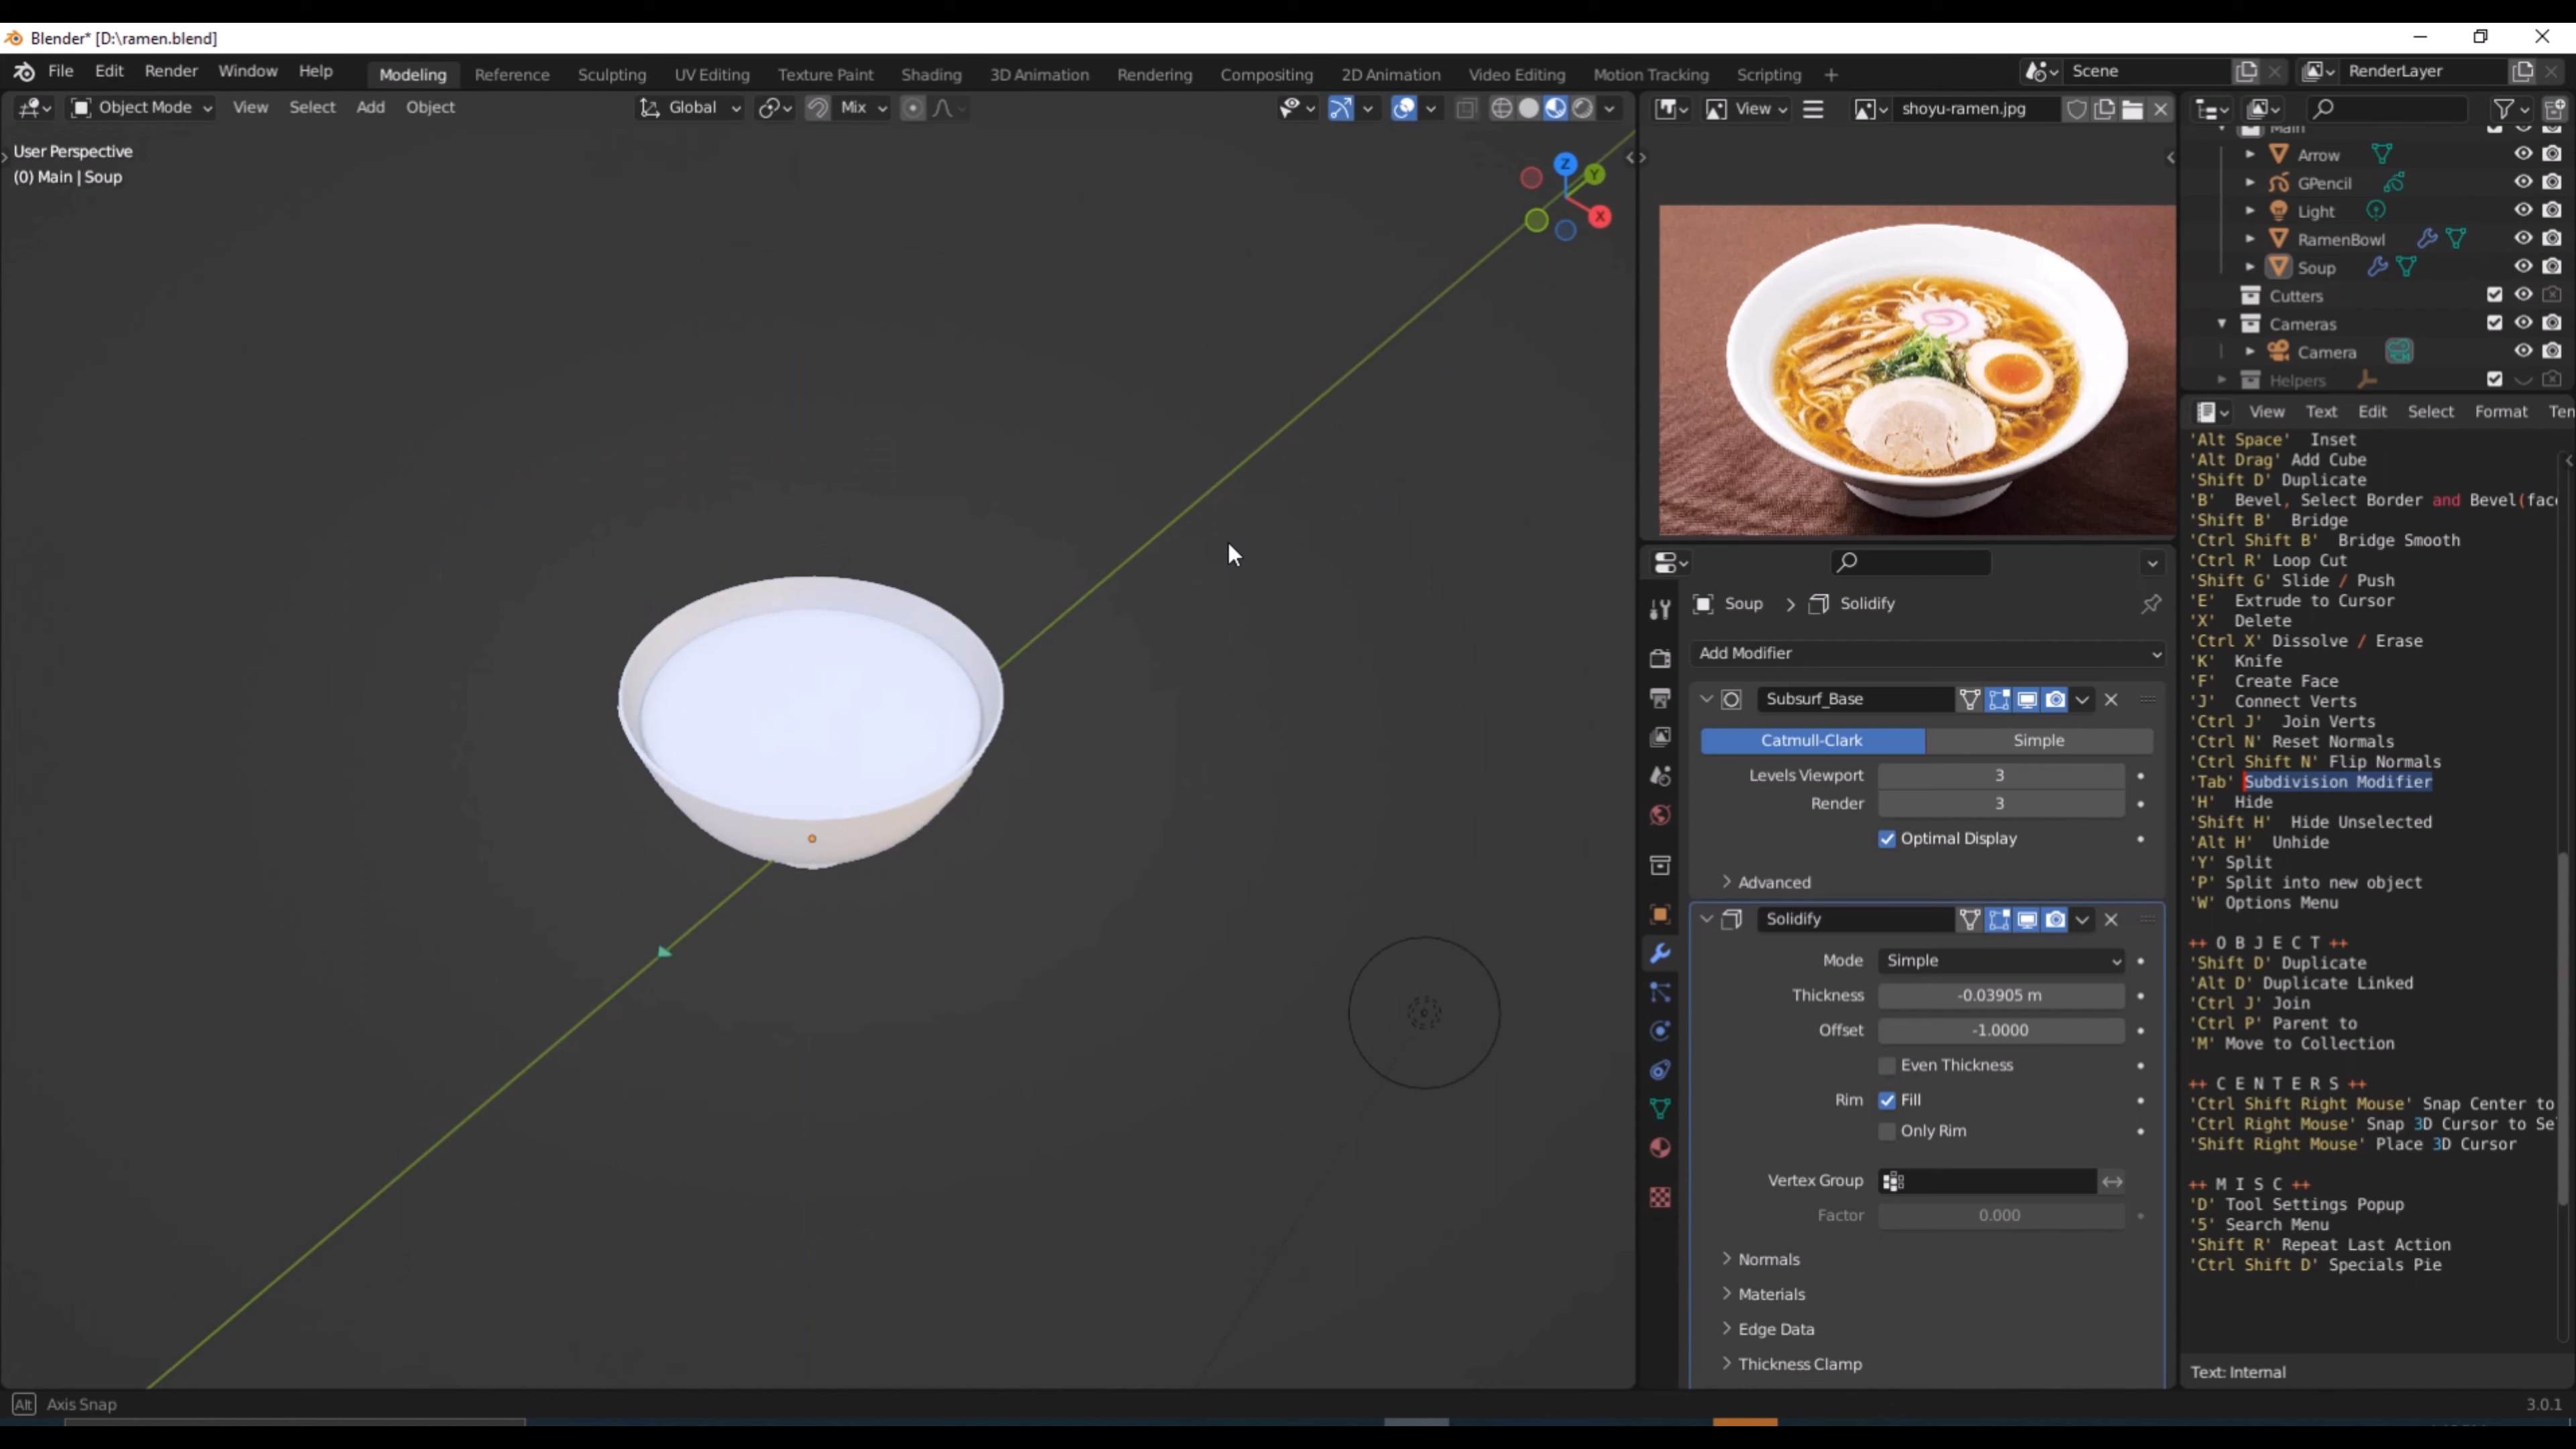 Blender* [D:\ramen.blend]
File Edit Render Window Help
Modeling Reference Sculpting UV Editing Texture Paint Shading 3D Animation Rendering Compositing 2D Animation Video Editing Motion Tracking Scripting
Scene
RenderLayer
Object Mode View Select Add Object
Global
Mix
View
shoyu-ramen.jpg
User Perspective
(0) Main | Soup
Z
Y
X
Main
Arrow
GPencil
Light
RamenBowl
Soup
Cutters
Cameras
Camera
Helpers
View Text Edit Select Format Ten
'Alt Space'  Inset
'Alt Drag' Add Cube
'Shift D' Duplicate
'B'  Bevel, Select Border and Bevel(face
'Shift B'  Bridge
'Ctrl Shift B'  Bridge Smooth
'Ctrl R' Loop Cut
'Shift G' Slide / Push
'E'  Extrude to Cursor
'X'  Delete
'Ctrl X' Dissolve / Erase
'K'  Knife
'F'  Create Face
'J'  Connect Verts
'Ctrl J'  Join Verts
'Ctrl N' Reset Normals
'Ctrl Shift N' Flip Normals
'Tab' Subdivision Modifier
'H'  Hide
'Shift H'  Hide Unselected
'Alt H'  Unhide
'Y' Split
'P' Split into new object
'W' Options Menu
++ O B J E C T ++
'Shift D' Duplicate
'Alt D' Duplicate Linked
'Ctrl J' Join
'Ctrl P' Parent to
'M' Move to Collection
++ C E N T E R S ++
'Ctrl Shift Right Mouse' Snap Center to
'Ctrl Right Mouse' Snap 3D Cursor to Se
'Shift Right Mouse' Place 3D Cursor
++ M I S C ++
'D' Tool Settings Popup
'5' Search Menu
'Shift R' Repeat Last Action
'Ctrl Shift D' Specials Pie
Text: Internal
Soup > Solidify
Add Modifier
Subsurf_Base
Catmull-Clark Simple
Levels Viewport 3
Render 3
Optimal Display
Advanced
Solidify
Mode Simple
Thickness -0.03905 m
Offset -1.0000
Even Thickness
Rim Fill
Only Rim
Vertex Group
Factor 0.000
Normals
Materials
Edge Data
Thickness Clamp
Alt Axis Snap
3.0.1